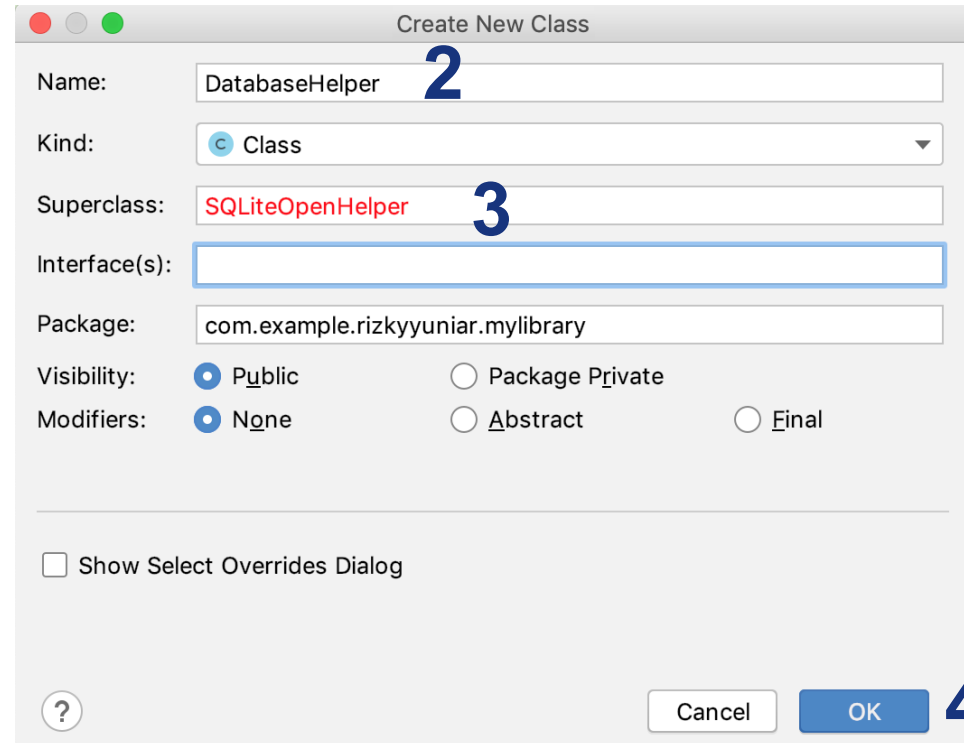 Create New Class
Name: DatabaseHelper 2
Kind: C Class
Superclass: SQLiteOpenHelper 3
Interface(s):
Package: com.example.rizkyyuniar.mylibrary
Visibility: Public Package Private
Modifiers: None Abstract Final
Show Select Overrides Dialog
? Cancel OK 4